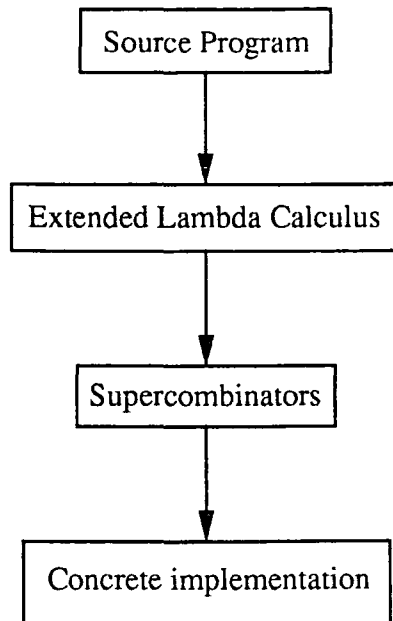 Source Program
Extended Lambda Calculus
Supercombinators
Concrete implementation